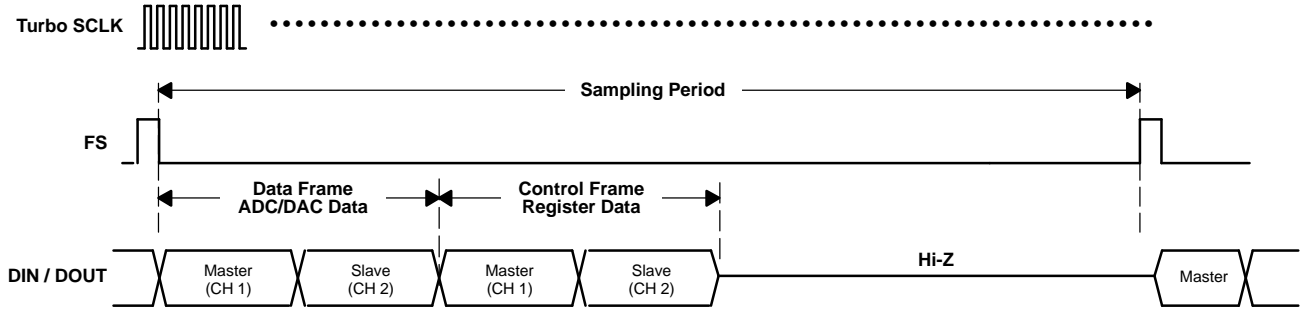 Turbo SCLK
Sampling Period
FS
Data Frame
ADC/DAC Data
Control Frame
Register Data
DIN / DOUT
Master
(CH 1)
Slave
(CH 2)
Master
(CH 1)
Slave
(CH 2)
Hi-Z
Master